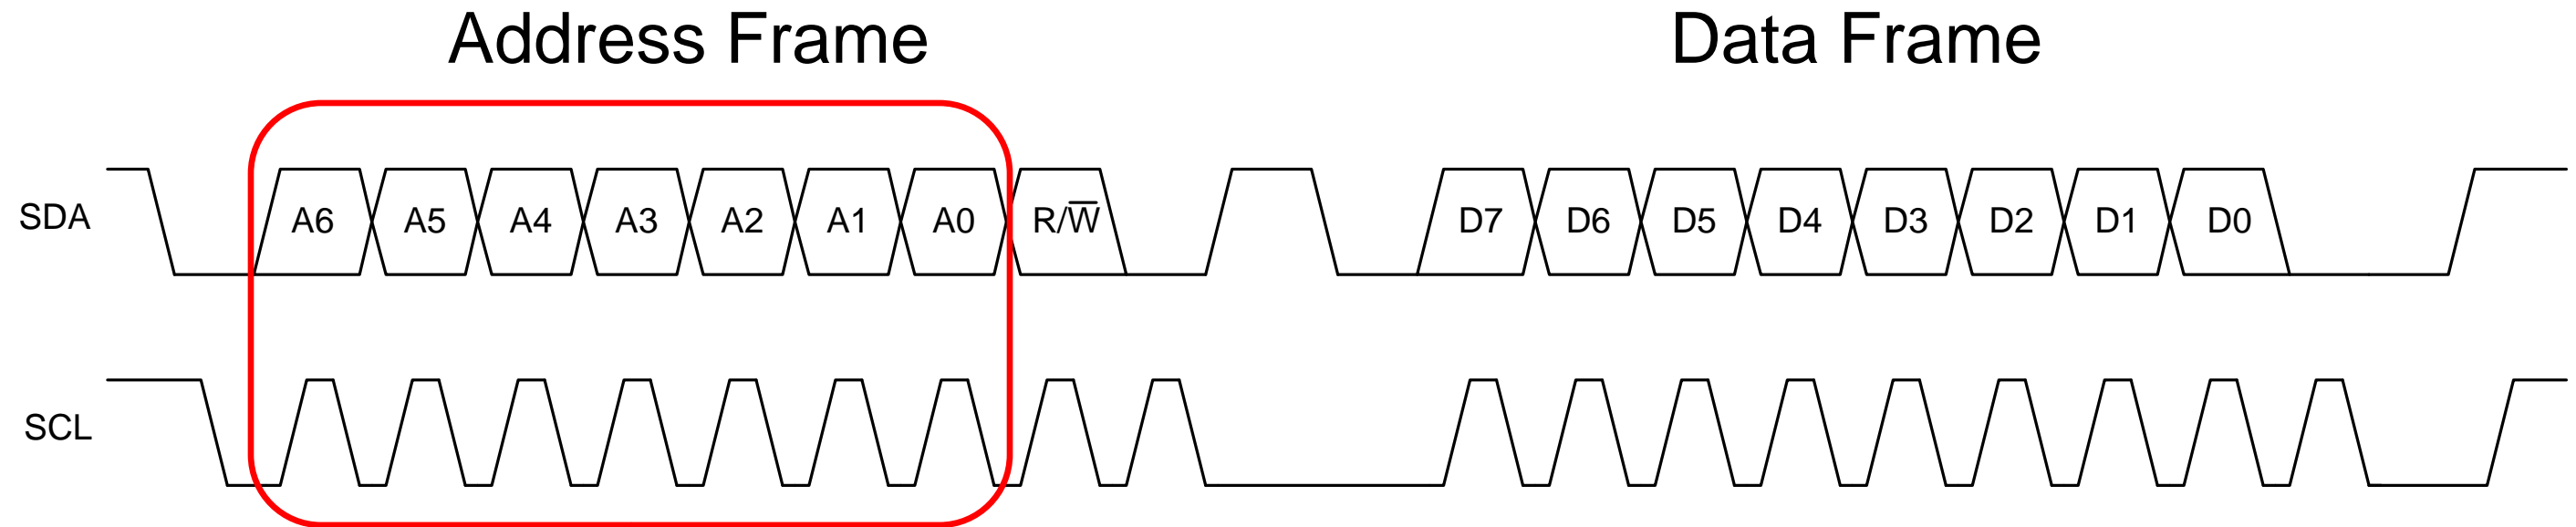 Address Frame Data Frame
SDA A6 A5 A4 A3 A2 A1 A0 R/W̅ D7 D6 D5 D4 D3 D2 D1 D0
SCL